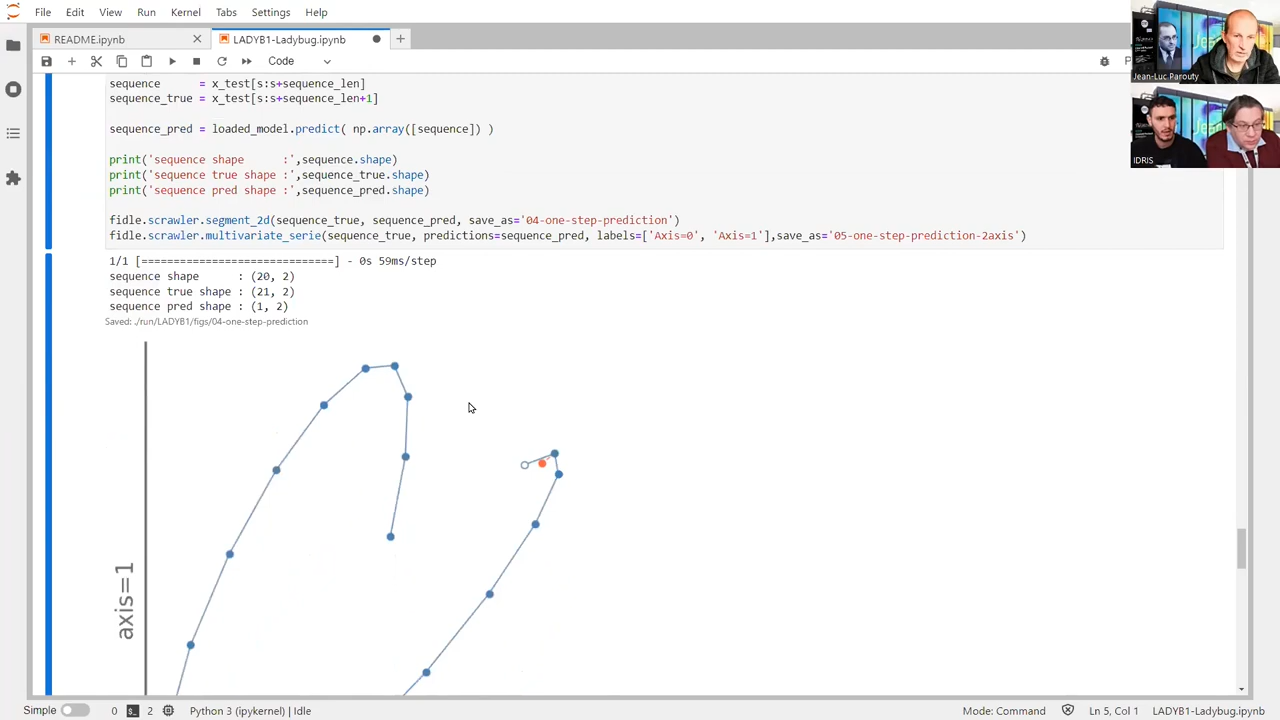 File Edit View Run Kernel Tabs Settings Help
README.ipynb LADYB1-Ladybug.ipynb
Code
sequence = x_test[s:s+sequence_len]
sequence_true = x_test[s:s+sequence_len+1]
sequence_pred = loaded_model.predict( np.array([sequence]) )
print('sequence shape :',sequence.shape)
print('sequence true shape :',sequence_true.shape)
print('sequence pred shape :',sequence_pred.shape)
fidle.scrawler.segment_2d(sequence_true, sequence_pred, save_as='04-one-step-prediction')
fidle.scrawler.multivariate_serie(sequence_true, predictions=sequence_pred, labels=['Axis=0', 'Axis=1'],save_as='05-one-step-prediction-2axis')
1/1 [==============================] - 0s 59ms/step
sequence shape : (20, 2)
sequence true shape : (21, 2)
sequence pred shape : (1, 2)
Saved: ./run/LADYB1/figs/04-one-step-prediction
axis=1
Jean-Luc Parouty
IDRIS
Simple 0 2 Python 3 (ipykernel) | Idle Mode: Command Ln 5, Col 1 LADYB1-Ladybug.ipynb